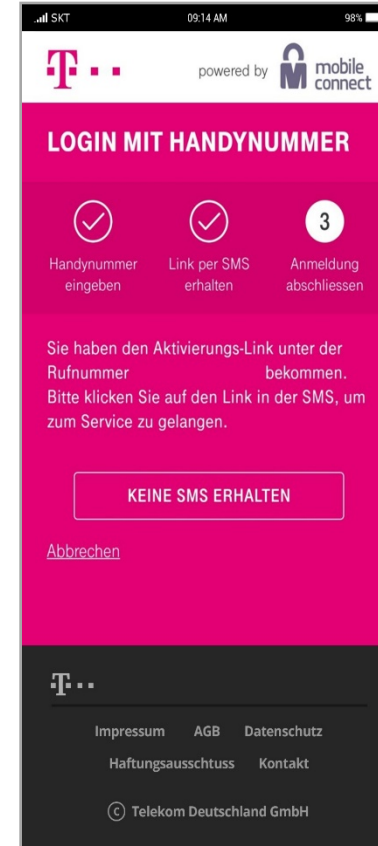 SKT 09:14 AM 98%
T
powered by mobile
connect
LOGIN MIT HANDYNUMMER
3
Handynummer Link per SMS Anmeldung
eingeben erhalten abschliessen
Sie haben den Aktivierungs-Link unter der
Rufnummer bekommen.
Bitte klicken Sie auf den Link in der SMS, um
zum Service zu gelangen.
KEINE SMS ERHALTEN
Abbrechen
T
Impressum AGB Datenschutz
Haftungsausschtuss Kontakt
© Telekom Deutschland GmbH